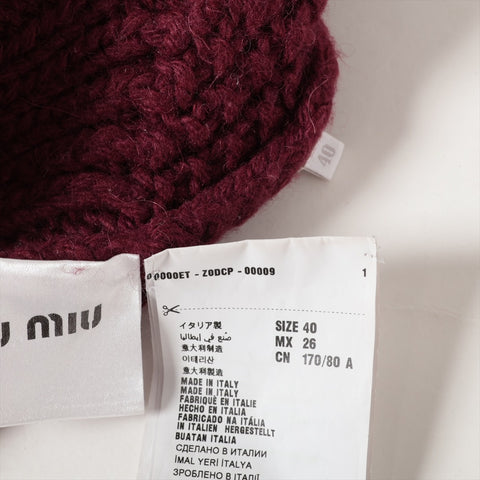 40
MIU
0000ET - Z0DCP - 00009 1
イタリア製
صنع في إيطاليا
意大利制造
이태리산
意大利製造
MADE IN ITALY
MADE IN ITALY
FABRIQUÉ EN ITALIE
HECHO EN ITALIA
FABRICADO NA ITÁLIA
IN ITALIEN HERGESTELLT
BUATAN ITALIA
СДЕЛАНО В ИТАЛИИ
İMAL YERİ İTALYA
ЗРОБЛЕНО В ІТАЛІЇ
SIZE 40
MX 26
CN 170/80 A